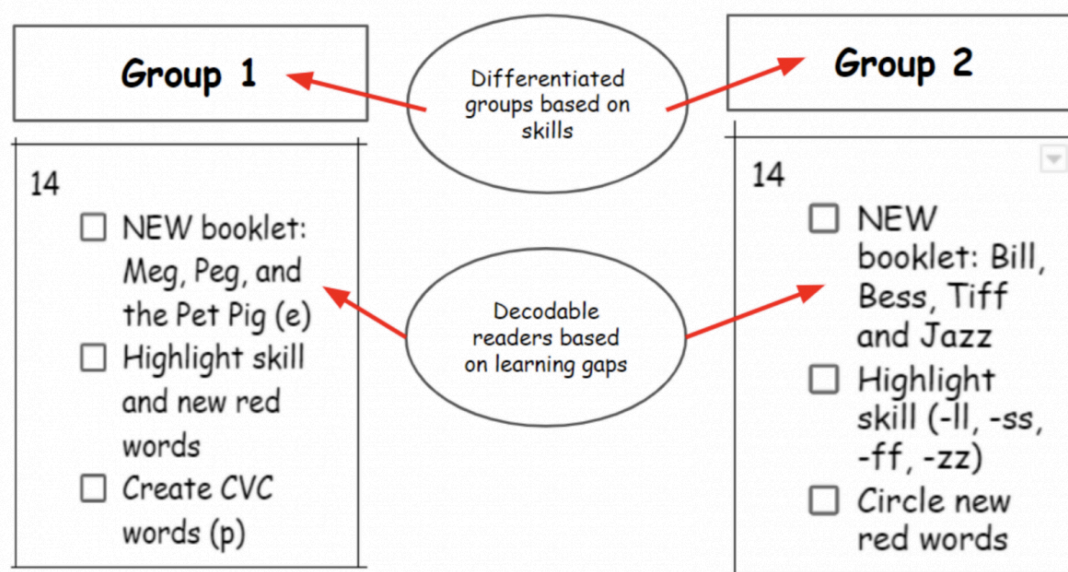 Group 1
Differentiated
groups based on
skills
Group 2
14
NEW booklet:
Meg, Peg, and
the Pet Pig (e)
Highlight skill
and new red
words
Create CVC
words (p)
Decodable
readers based
on learning gaps
14
NEW
booklet: Bill,
Bess, Tiff
and Jazz
Highlight
skill (-ll, -ss,
-ff, -zz)
Circle new
red words